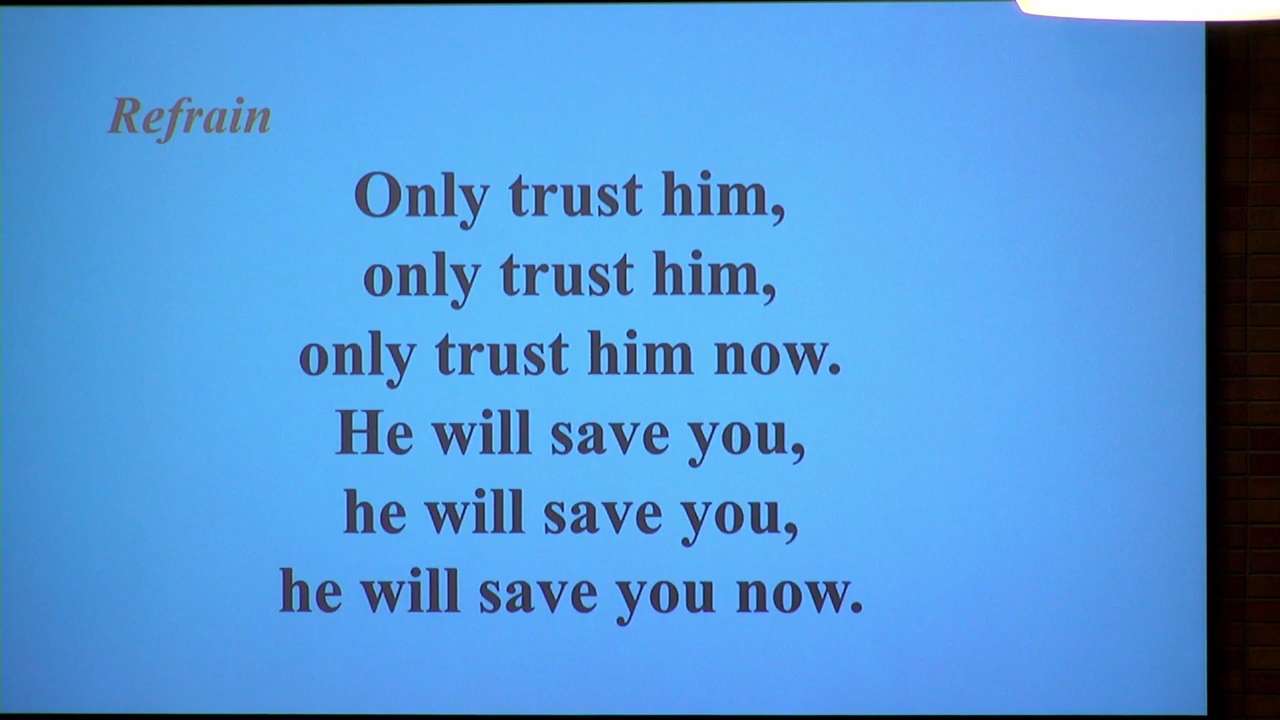 Refrain
Only trust him,
only trust him,
only trust him now.
He will save you,
he will save you,
he will save you now.